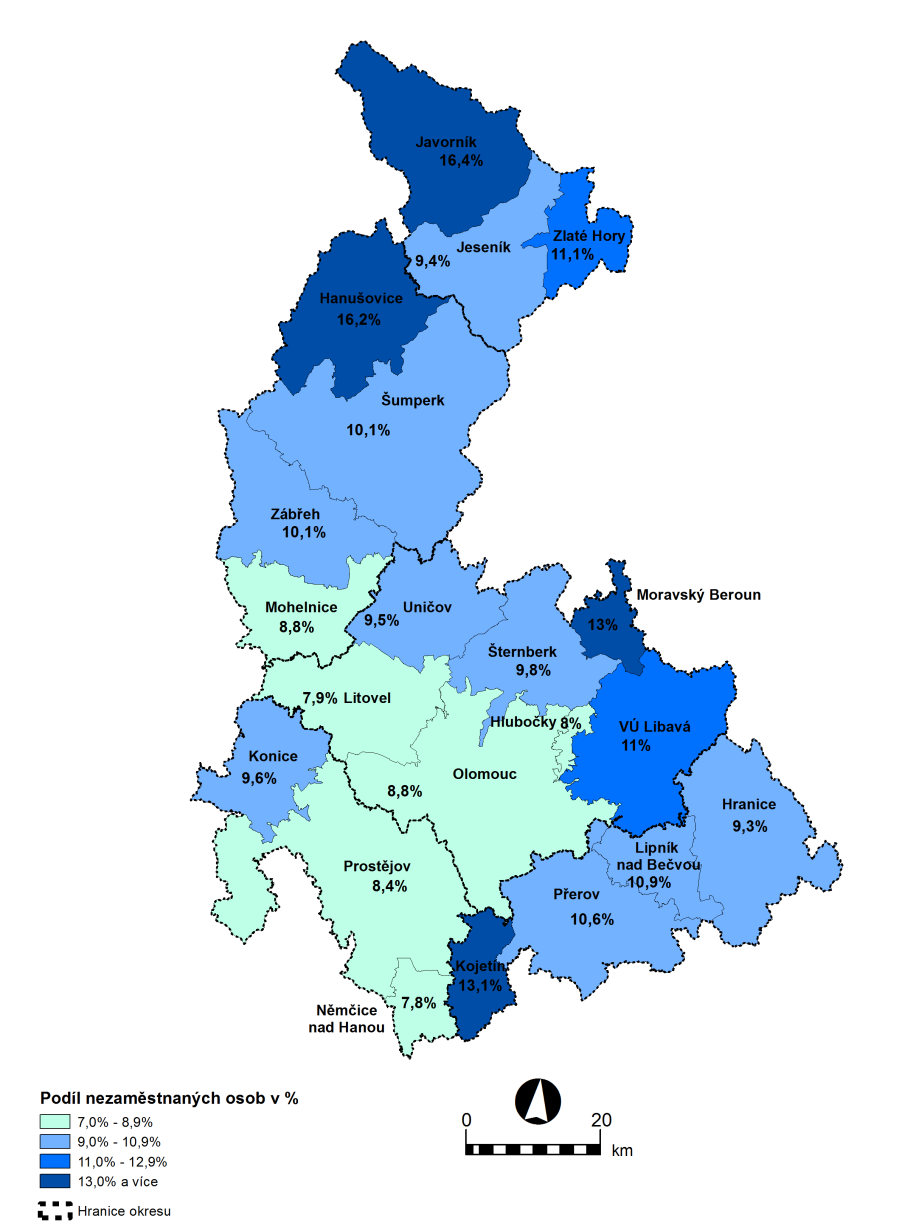 Javorník
16,4%
Zlaté Hory
11,1%
Jeseník
9,4%
Hanušovice
16,2%
Šumperk
10,1%
Zábřeh
10,1%
Moravský Beroun
13%
Mohelnice
8,8%
Uničov
9,5%
Šternberk
9,8%
7,9% Litovel
Hlubočky 8%
VÚ Libavá
11%
Konice
9,6%
Olomouc
8,8%
Hranice
9,3%
Lipník
nad Bečvou
10,9%
Prostějov
8,4%
Přerov
10,6%
Kojetín
13,1%
7,8%
Němčice
nad Hanou
Podíl nezaměstnaných osob v %
7,0% - 8,9%
9,0% - 10,9%
11,0% - 12,9%
13,0% a více
Hranice okresu
0 20
km